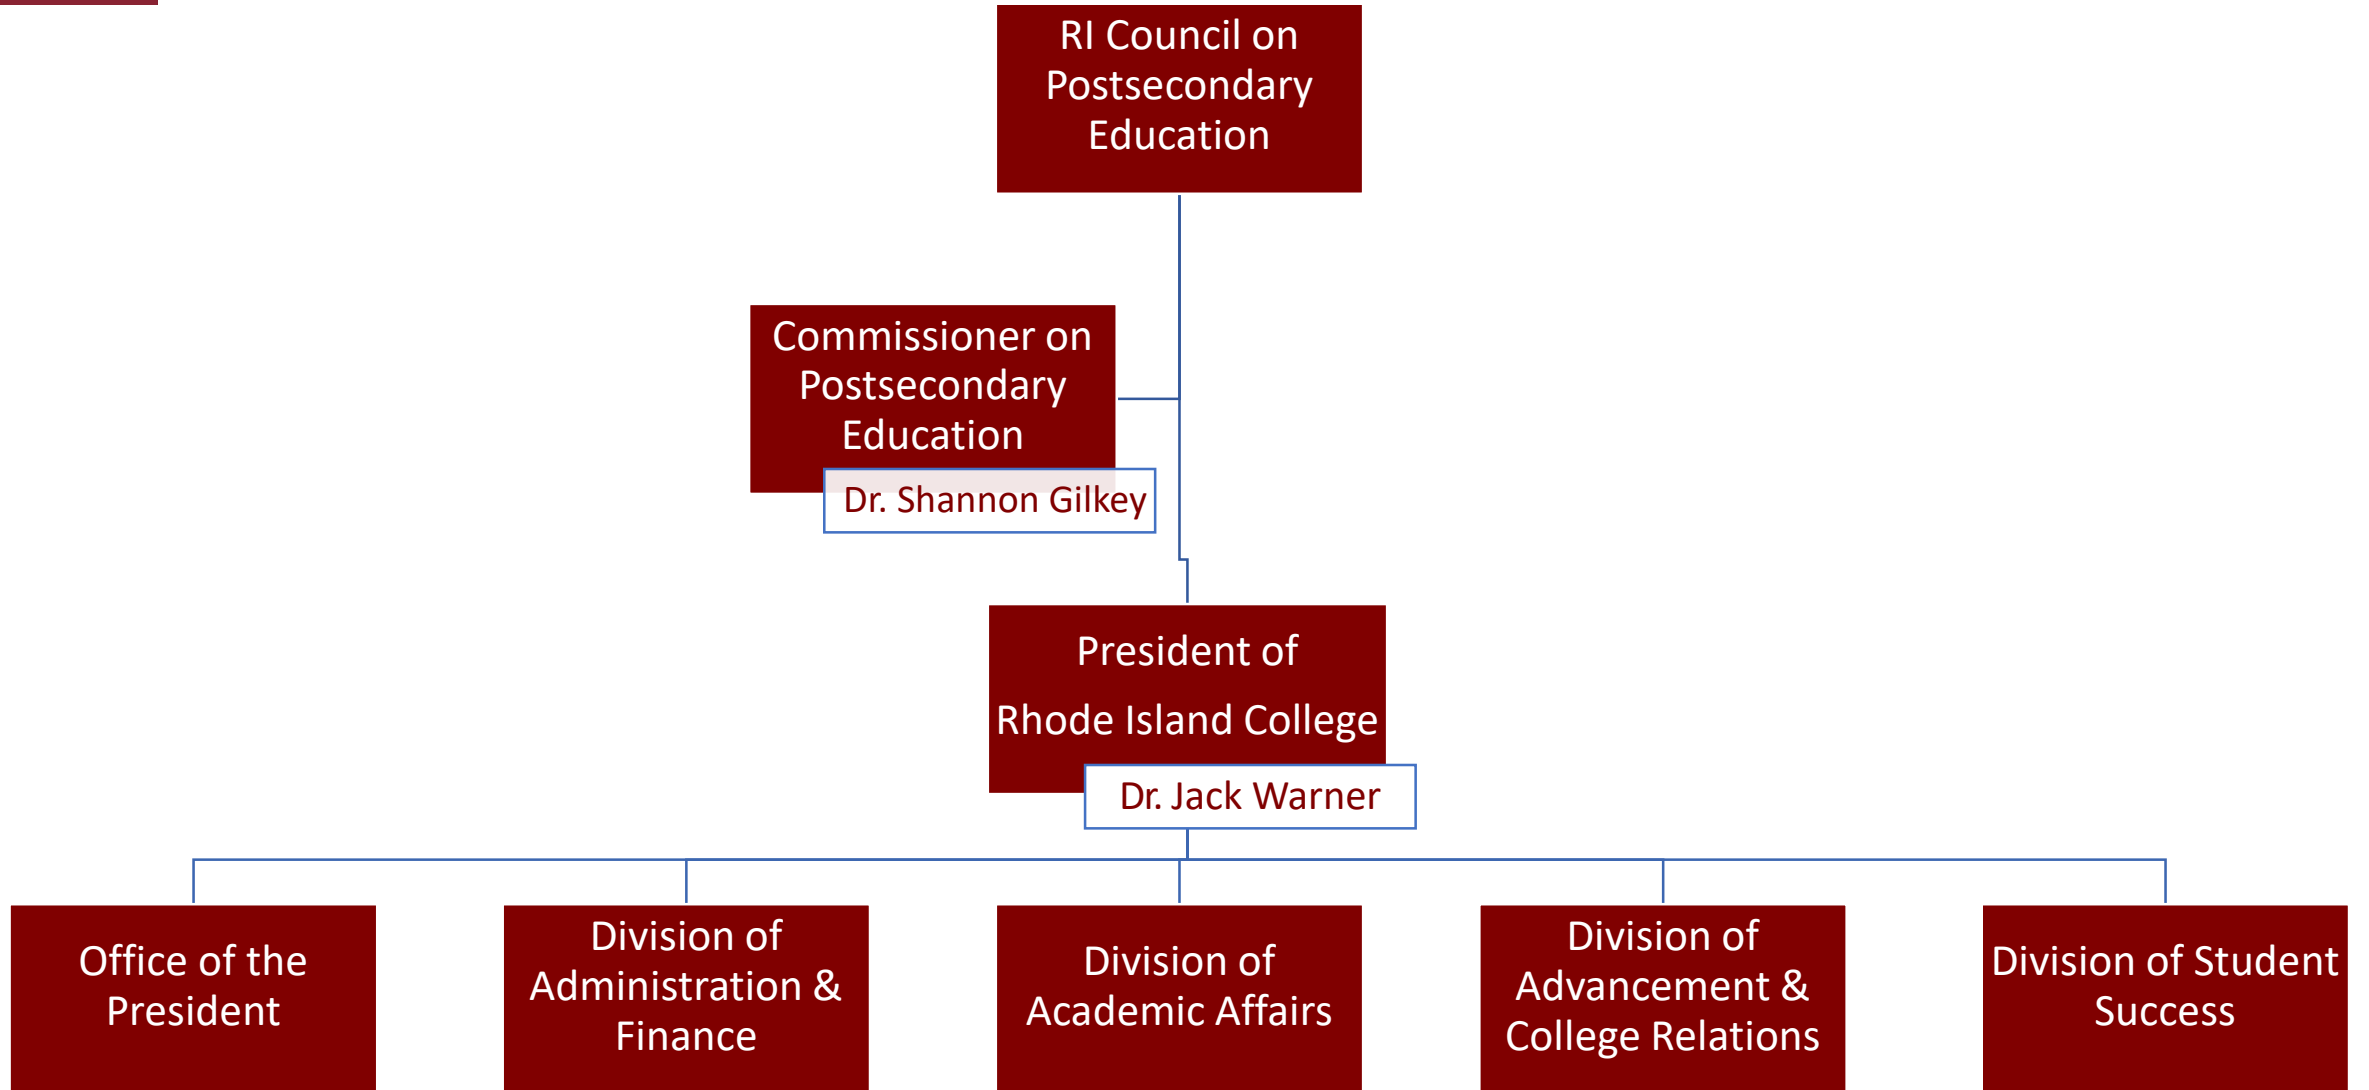 RI Council on
Postsecondary
Education
Commissioner on
Postsecondary
Education
Dr. Shannon Gilkey
President of
Rhode Island College
Dr. Jack Warner
Office of the
President
Division of
Administration &
Finance
Division of
Academic Affairs
Division of
Advancement &
College Relations
Division of Student
Success